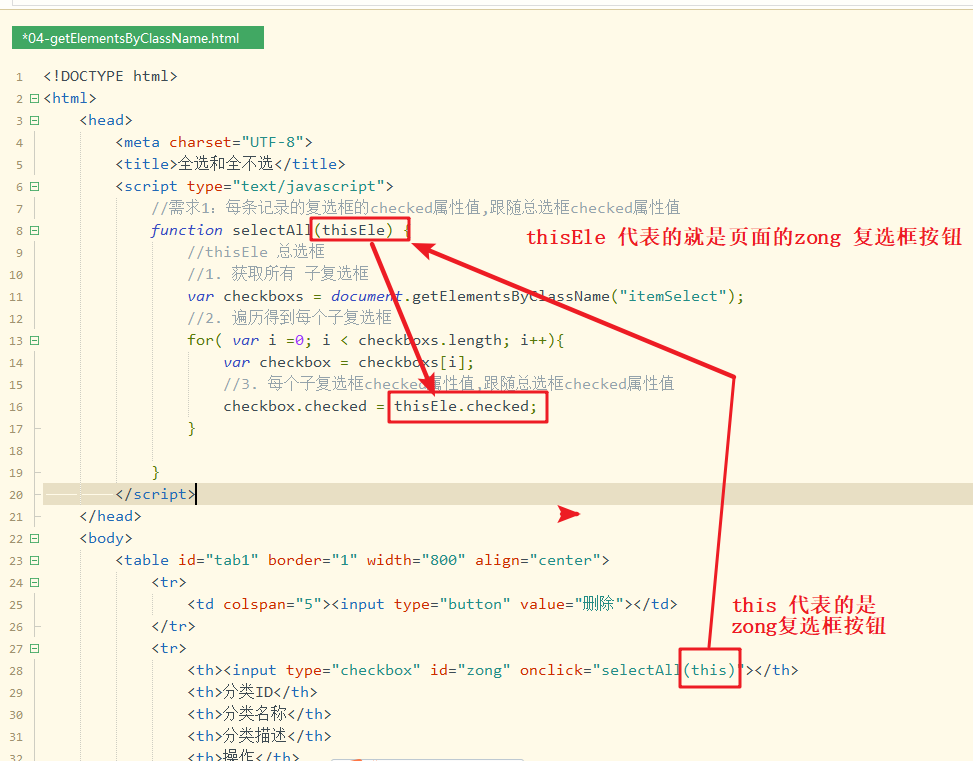 *04-getElementsByClassName.html
1 <!DOCTYPE html>
2 <html>
3 <head>
4 <meta charset="UTF-8">
5 <title>全选和全不选</title>
6 <script type="text/javascript">
7 //需求1: 每条记录的复选框的checked属性值,跟随总选框checked属性值
8 function selectAll(thisEle) {
thisEle 代表的就是页面的zong 复选框按钮
9 //thisEle 总选框
10 //1. 获取所有 子复选框
11 var checkboxs = document.getElementsByClassName("itemSelect");
12 //2. 遍历得到每个子复选框
13 for( var i =0; i < checkboxs.length; i++){
14 var checkbox = checkboxs[i];
15 //3. 每个子复选框checked属性值,跟随总选框checked属性值
16 checkbox.checked = thisEle.checked;
17 }
18
19 }
20 </script>
21 </head>
22 <body>
23 <table id="tab1" border="1" width="800" align="center">
24 <tr>
25 <td colspan="5"><input type="button" value="删除"></td>
26 </tr>
this 代表的是
zong复选框按钮
27 <tr>
28 <th><input type="checkbox" id="zong" onclick="selectAll(this)"></th>
29 <th>分类ID</th>
30 <th>分类名称</th>
31 <th>分类描述</th>
32 <th>操作</th>